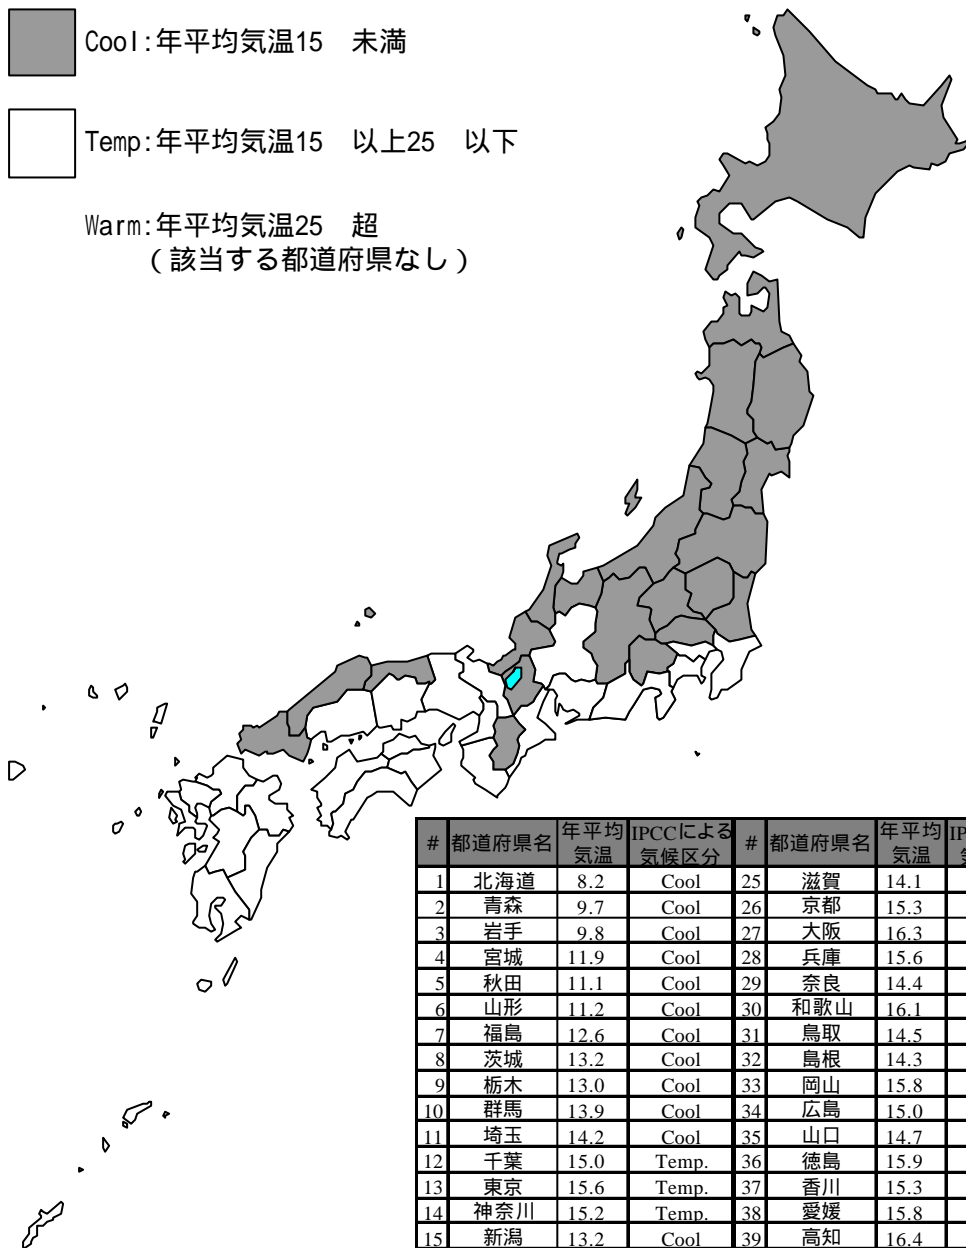 Cool:年平均気温15　未満
Temp:年平均気温15　以上25　以下
Warm:年平均気温25　超
（該当する都道府県なし）
# 都道府県名 年平均気温 IPCCによる気候区分 # 都道府県名 年平均気温 IP
1 北海道 8.2 Cool 25 滋賀 14.1
2 青森 9.7 Cool 26 京都 15.3
3 岩手 9.8 Cool 27 大阪 16.3
4 宮城 11.9 Cool 28 兵庫 15.6
5 秋田 11.1 Cool 29 奈良 14.4
6 山形 11.2 Cool 30 和歌山 16.1
7 福島 12.6 Cool 31 鳥取 14.5
8 茨城 13.2 Cool 32 島根 14.3
9 栃木 13.0 Cool 33 岡山 15.8
10 群馬 13.9 Cool 34 広島 15.0
11 埼玉 14.2 Cool 35 山口 14.7
12 千葉 15.0 Temp. 36 徳島 15.9
13 東京 15.6 Temp. 37 香川 15.3
14 神奈川 15.2 Temp. 38 愛媛 15.8
15 新潟 13.2 Cool 39 高知 16.4